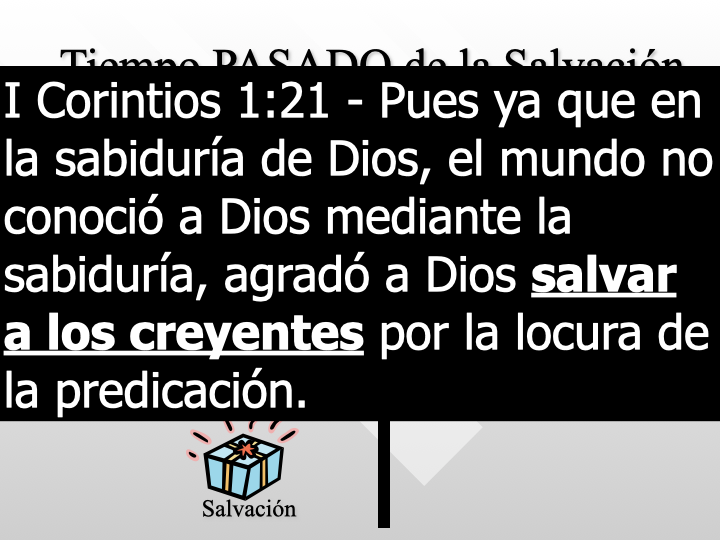 Tiempo PASADO de la Salvación
I Corintios 1:21 - Pues ya que en
la sabiduría de Dios, el mundo no
conoció a Dios mediante la
sabiduría, agradó a Dios salvar
a los creyentes por la locura de
la predicación.
Salvación